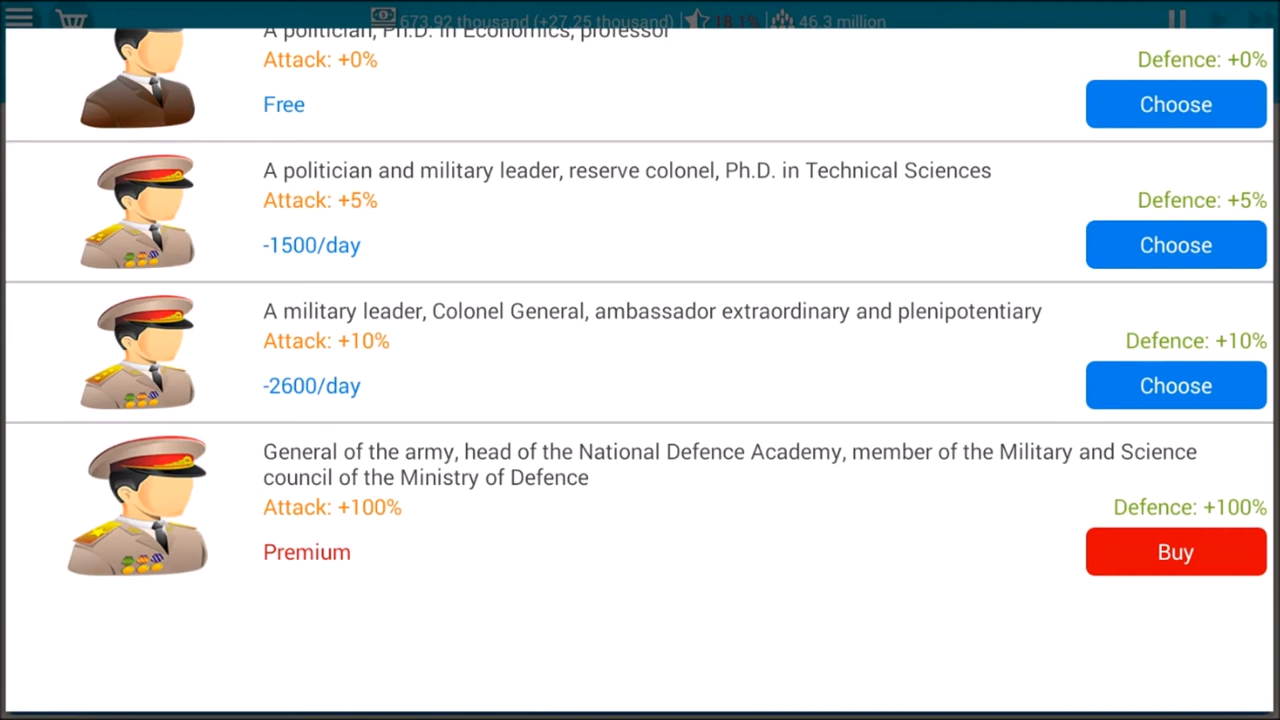 673.92 thousand (+27.25 thousand) 18.1% 46.3 million
A politician, Ph.D. in Economics, professor
Attack: +0% Defence: +0%
Free Choose
A politician and military leader, reserve colonel, Ph.D. in Technical Sciences
Attack: +5% Defence: +5%
-1500/day Choose
A military leader, Colonel General, ambassador extraordinary and plenipotentiary
Attack: +10% Defence: +10%
-2600/day Choose
General of the army, head of the National Defence Academy, member of the Military and Science
council of the Ministry of Defence
Attack: +100% Defence: +100%
Premium Buy